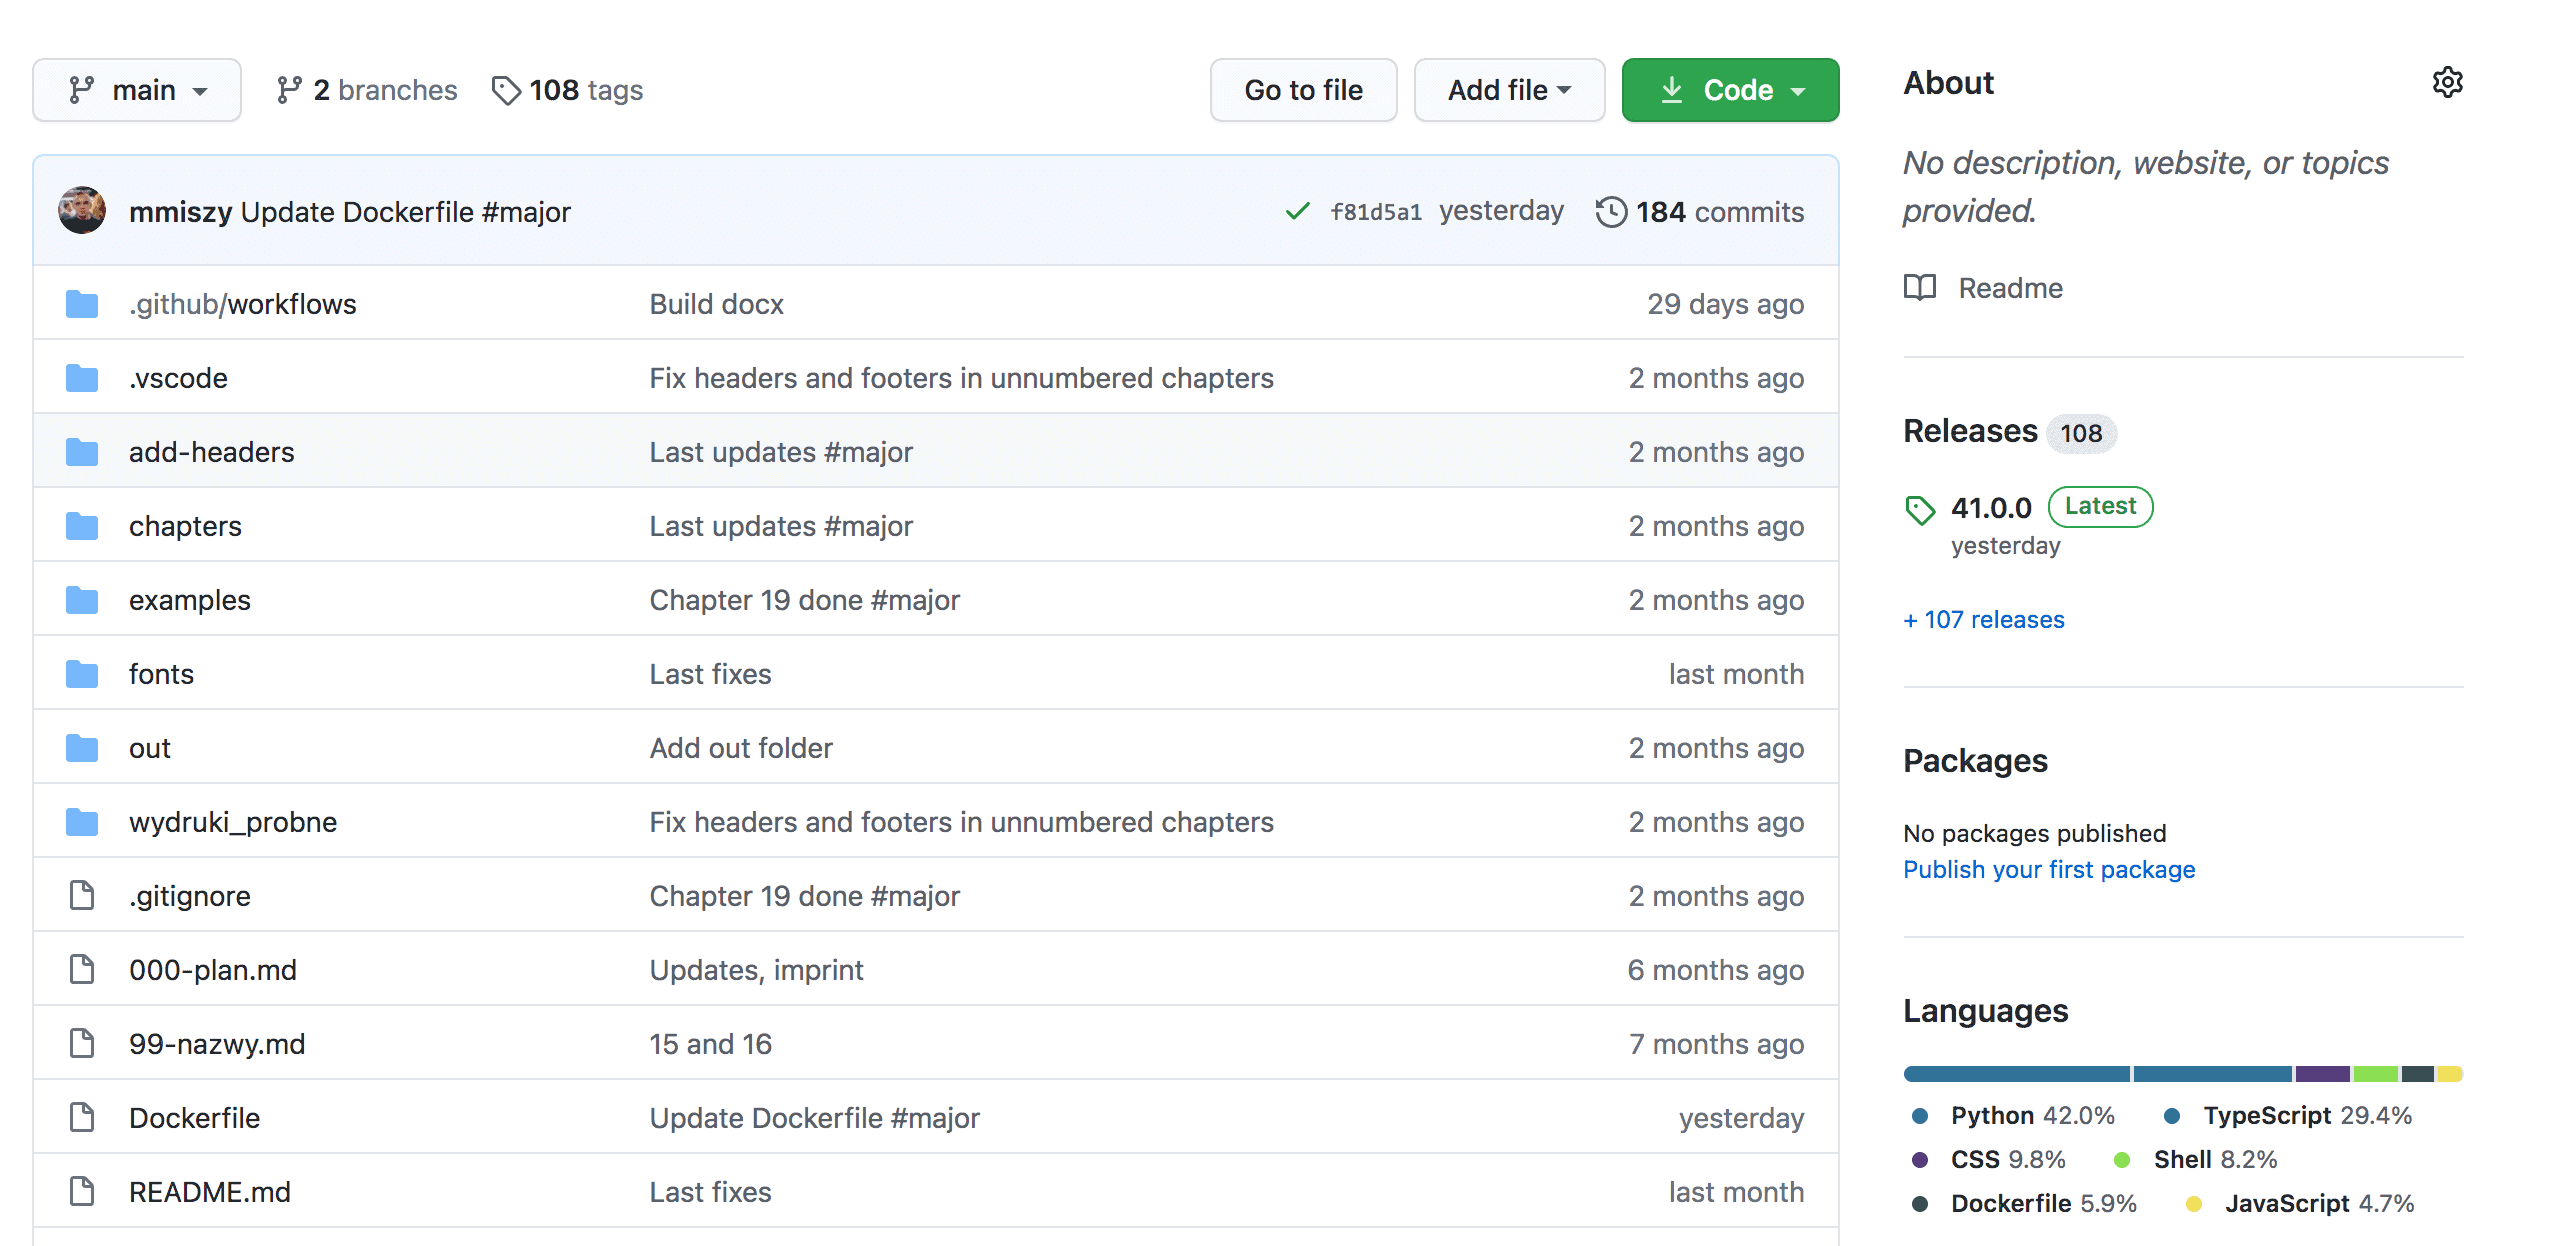 main 2 branches 108 tags Go to file Add file Code
mmiszy Update Dockerfile #major f81d5a1 yesterday 184 commits
.github/workflows Build docx 29 days ago
.vscode Fix headers and footers in unnumbered chapters 2 months ago
add-headers Last updates #major 2 months ago
chapters Last updates #major 2 months ago
examples Chapter 19 done #major 2 months ago
fonts Last fixes last month
out Add out folder 2 months ago
wydruki_probne Fix headers and footers in unnumbered chapters 2 months ago
.gitignore Chapter 19 done #major 2 months ago
000-plan.md Updates, imprint 6 months ago
99-nazwy.md 15 and 16 7 months ago
Dockerfile Update Dockerfile #major yesterday
README.md Last fixes last month
About
No description, website, or topics
provided.
Readme
Releases 108
41.0.0 Latest
yesterday
+ 107 releases
Packages
No packages published
Publish your first package
Languages
Python 42.0% TypeScript 29.4%
CSS 9.8% Shell 8.2%
Dockerfile 5.9% JavaScript 4.7%